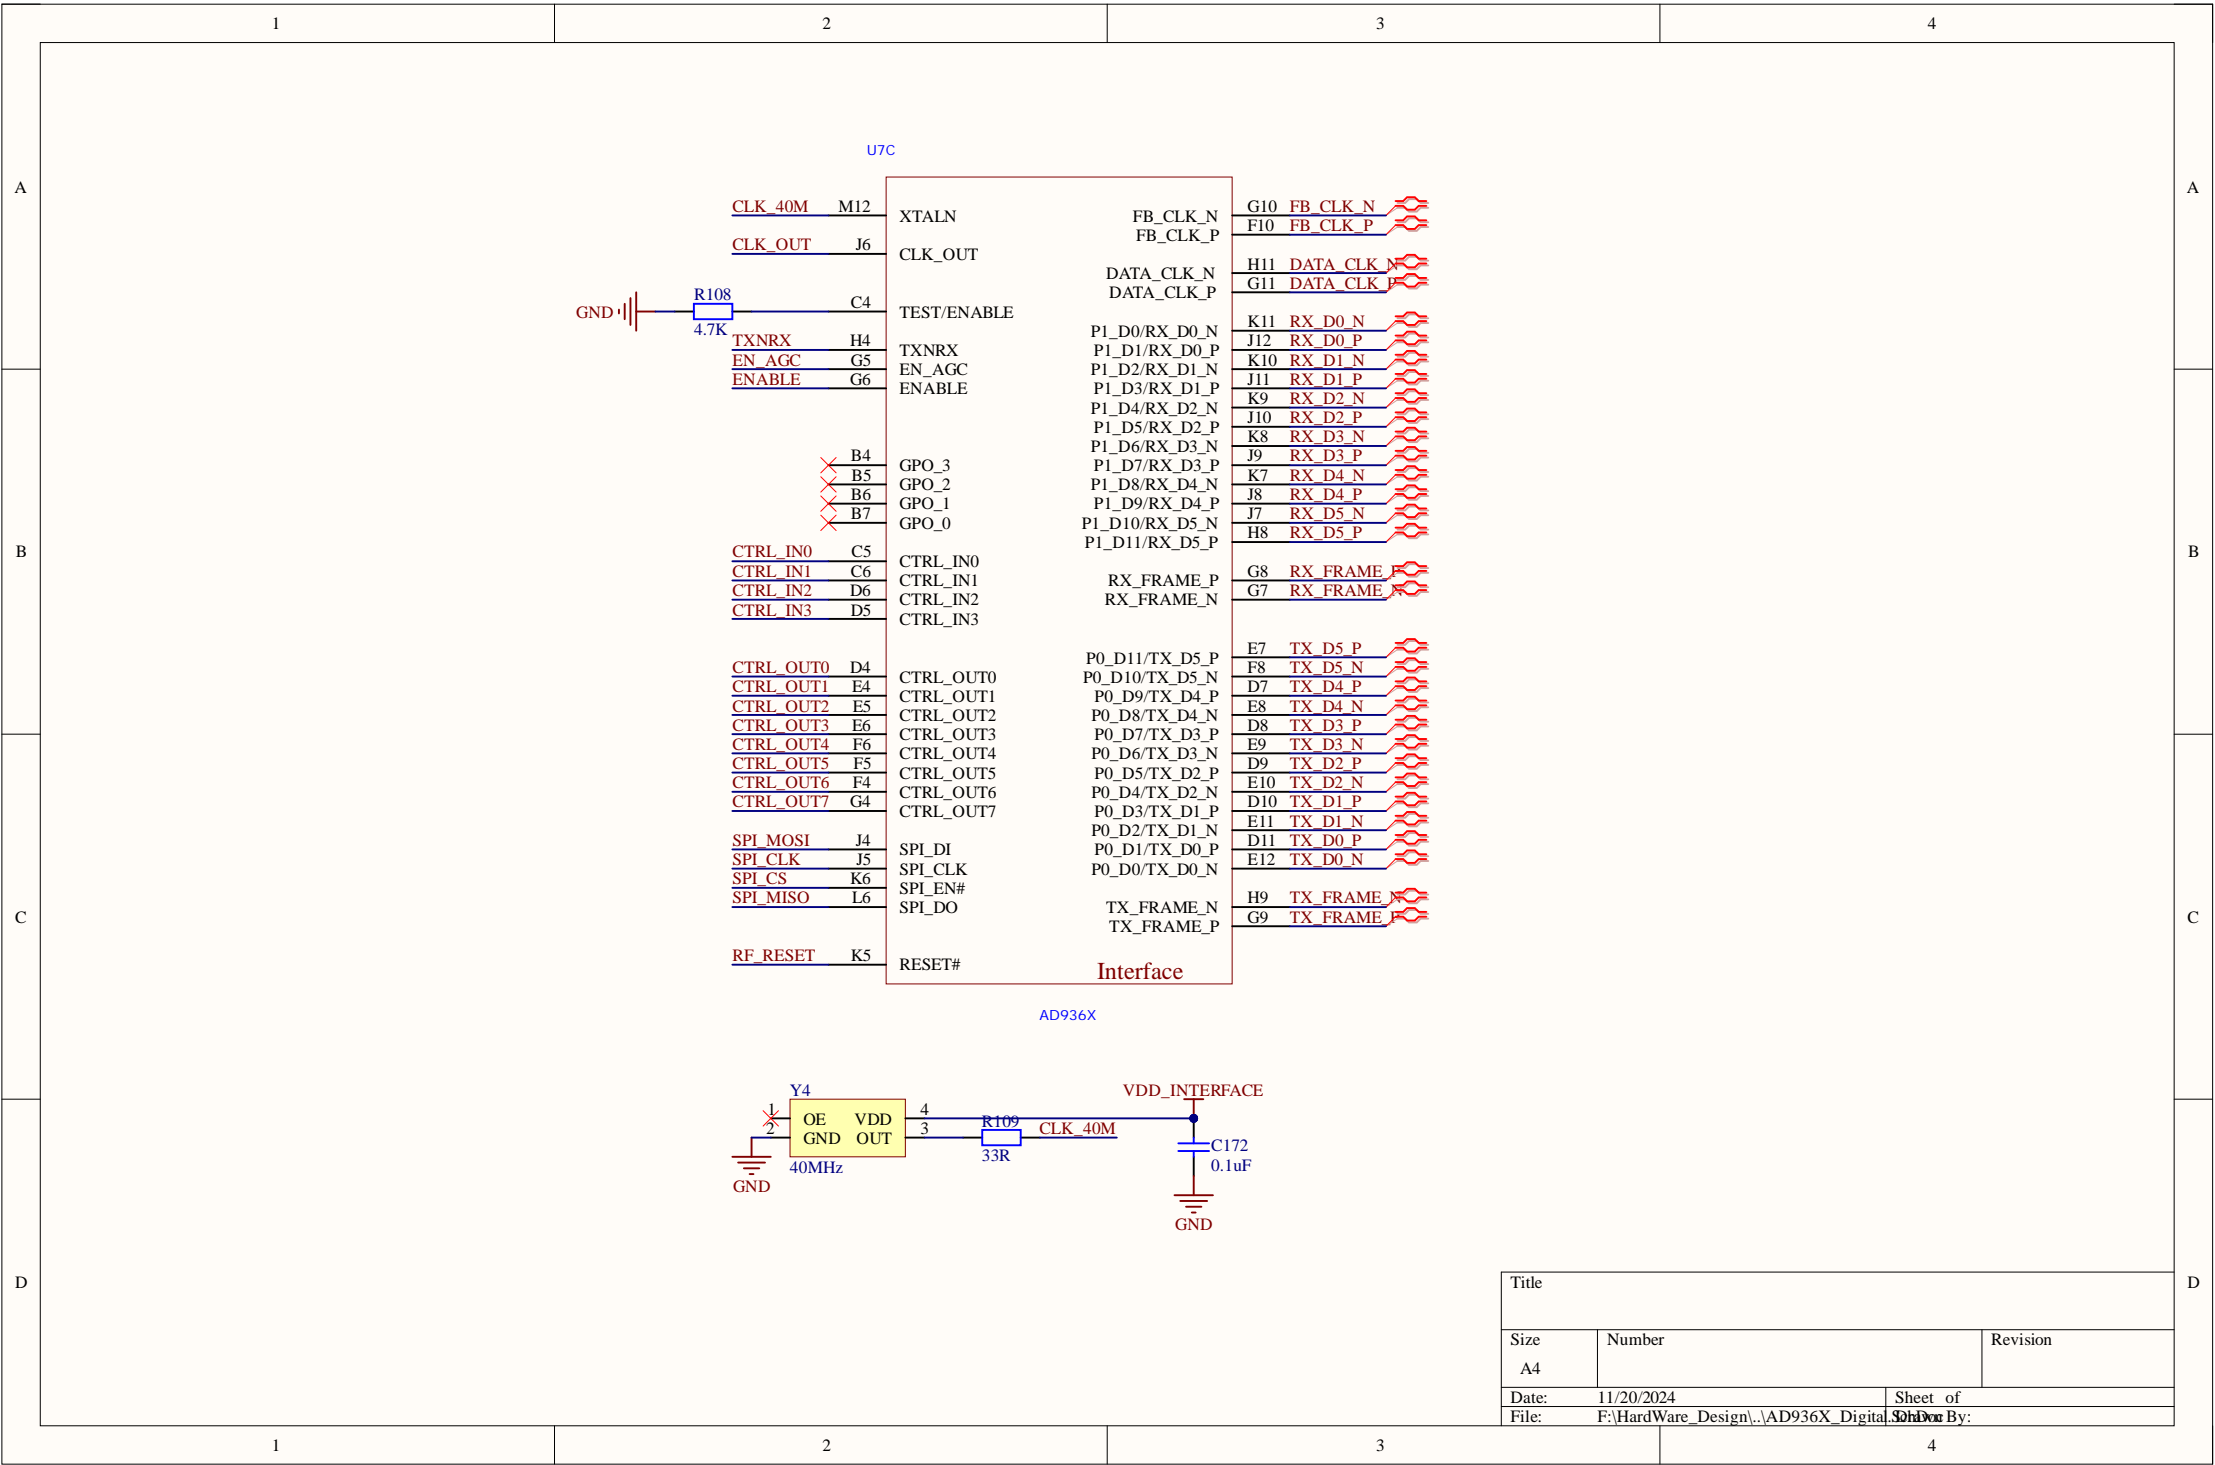 1 2 3 4
A A
B B
C C
D D
U7C
CLK_40M M12 XTALN
CLK_OUT J6 CLK_OUT
GND R108 4.7K C4 TEST/ENABLE
TXNRX H4 TXNRX
EN_AGC G5 EN_AGC
ENABLE G6 ENABLE
B4 GPO_3
B5 GPO_2
B6 GPO_1
B7 GPO_0
CTRL_IN0 C5 CTRL_IN0
CTRL_IN1 C6 CTRL_IN1
CTRL_IN2 D6 CTRL_IN2
CTRL_IN3 D5 CTRL_IN3
CTRL_OUT0 D4 CTRL_OUT0
CTRL_OUT1 E4 CTRL_OUT1
CTRL_OUT2 E5 CTRL_OUT2
CTRL_OUT3 E6 CTRL_OUT3
CTRL_OUT4 F6 CTRL_OUT4
CTRL_OUT5 F5 CTRL_OUT5
CTRL_OUT6 F4 CTRL_OUT6
CTRL_OUT7 G4 CTRL_OUT7
SPI_MOSI J4 SPI_DI
SPI_CLK J5 SPI_CLK
SPI_CS K6 SPI_EN#
SPI_MISO L6 SPI_DO
RF_RESET K5 RESET#
FB_CLK_N G10 FB_CLK_N
FB_CLK_P F10 FB_CLK_P
DATA_CLK_N H11 DATA_CLK_N
DATA_CLK_P G11 DATA_CLK_P
P1_D0/RX_D0_N K11 RX_D0_N
P1_D1/RX_D0_P J12 RX_D0_P
P1_D2/RX_D1_N K10 RX_D1_N
P1_D3/RX_D1_P J11 RX_D1_P
P1_D4/RX_D2_N K9 RX_D2_N
P1_D5/RX_D2_P J10 RX_D2_P
P1_D6/RX_D3_N K8 RX_D3_N
P1_D7/RX_D3_P J9 RX_D3_P
P1_D8/RX_D4_N K7 RX_D4_N
P1_D9/RX_D4_P J8 RX_D4_P
P1_D10/RX_D5_N J7 RX_D5_N
P1_D11/RX_D5_P H8 RX_D5_P
RX_FRAME_P G8 RX_FRAME_P
RX_FRAME_N G7 RX_FRAME_N
P0_D11/TX_D5_P E7 TX_D5_P
P0_D10/TX_D5_N F8 TX_D5_N
P0_D9/TX_D4_P D7 TX_D4_P
P0_D8/TX_D4_N E8 TX_D4_N
P0_D7/TX_D3_P D8 TX_D3_P
P0_D6/TX_D3_N E9 TX_D3_N
P0_D5/TX_D2_P D9 TX_D2_P
P0_D4/TX_D2_N E10 TX_D2_N
P0_D3/TX_D1_P D10 TX_D1_P
P0_D2/TX_D1_N E11 TX_D1_N
P0_D1/TX_D0_P D11 TX_D0_P
P0_D0/TX_D0_N E12 TX_D0_N
TX_FRAME_N H9 TX_FRAME_N
TX_FRAME_P G9 TX_FRAME_P
Interface
AD936X
Y4
1 OE VDD 4
2 GND OUT 3
40MHz
GND
R109
33R
CLK_40M
VDD_INTERFACE
C172
0.1uF
GND
Title
Size Number Revision
A4
Date: 11/20/2024 Sheet of
File: F:\HardWare_Design\..\AD936X_Digital.SchDoc Drawn By:
1 2 3 4